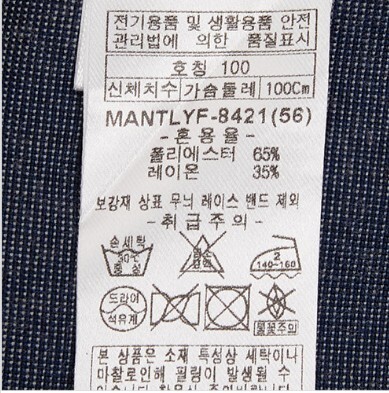 전기용품 및 생활용품 안전
관리법에 의한 품질표시
호칭 100
신체치수 가슴둘레 100Cm
MANTLYF-8421(56)
- 혼용율 -
폴리에스터 65%
레이온 35%
보강재 상표 무늬 레이스 밴드 제외
- 취급주의 -
손세탁
30℃
중성
2
140~160
드라이
석유계
불꽃주의
본 상품은 소재 특성상 세탁이나
마찰로인해 필링이 발생될 수